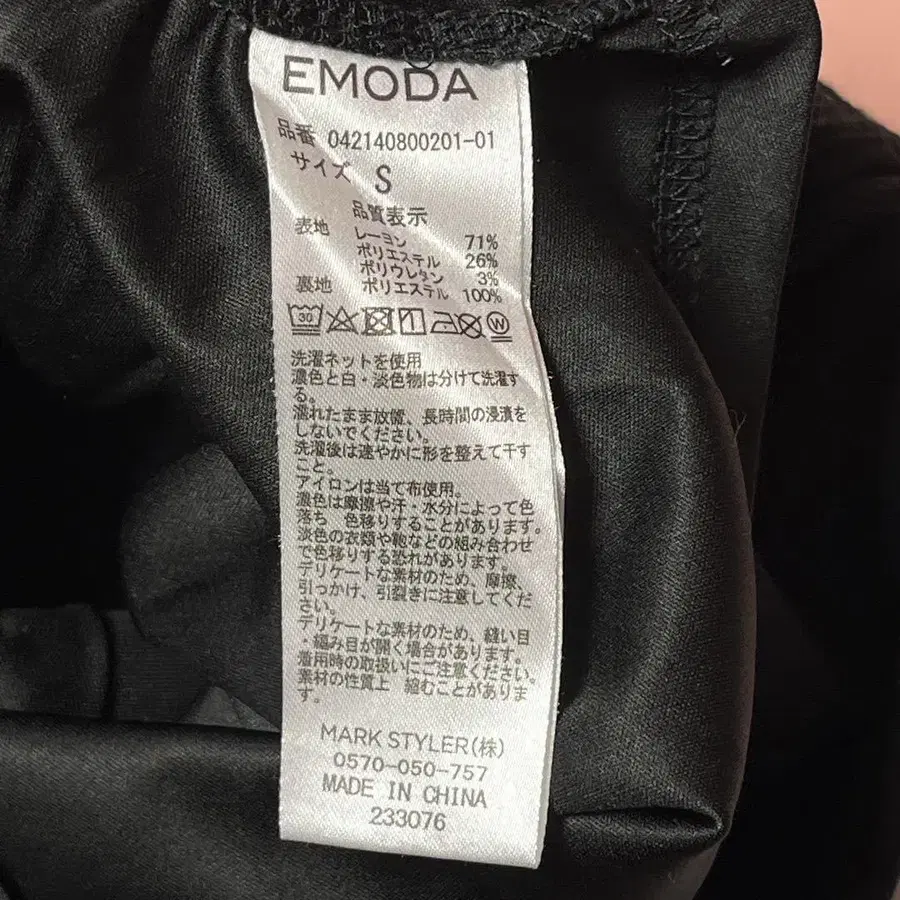 EMODA
品番 042140800201-01
サイズ S
品質表示
表地 レーヨン 71%
ポリエステル 26%
ポリウレタン 3%
裏地 ポリエステル 100%
30 W
洗濯ネットを使用
濃色と白・淡色物は分けて洗濯す
る。
濡れたまま放置、長時間の浸漬を
しないでください。
洗濯後は速やかに形を整えて干す
こと。
アイロンは当て布使用。
濃色は摩擦や汗・水分によって色
落ち 色移りすることがあります。
淡色の衣類や靴などの組み合わせ
で色移りする恐れがあります。
デリケートな素材のため、摩擦、
引っかけ、引裂きに注意してくだ
さい。
デリケートな素材のため、縫い目
・編み目が開く場合があります。
着用時の取扱いにご注意ください。
素材の性質上 縮むことがありま
す。
MARK STYLER(株)
0570-050-757
MADE IN CHINA
233076